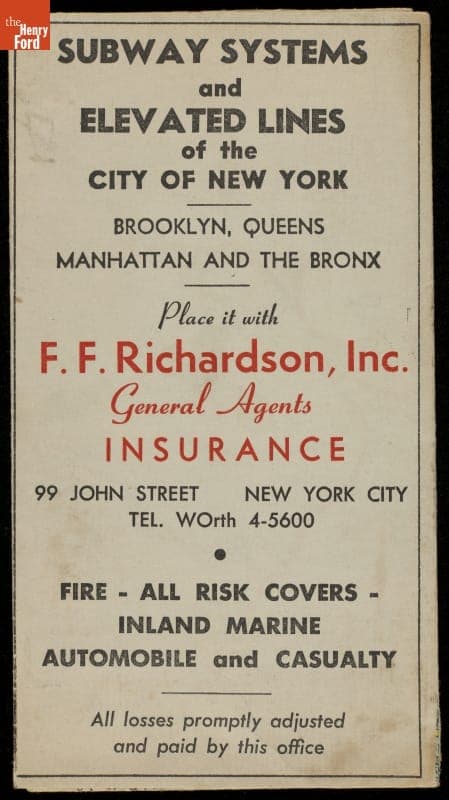 the
Henry
Ford
SUBWAY SYSTEMS
and
ELEVATED LINES
of the
CITY OF NEW YORK
BROOKLYN, QUEENS
MANHATTAN AND THE BRONX
Place it with
F. F. Richardson, Inc.
General Agents
INSURANCE
99 JOHN STREET NEW YORK CITY
TEL. WOrth 4-5600
FIRE - ALL RISK COVERS -
INLAND MARINE
AUTOMOBILE and CASUALTY
All losses promptly adjusted
and paid by this office